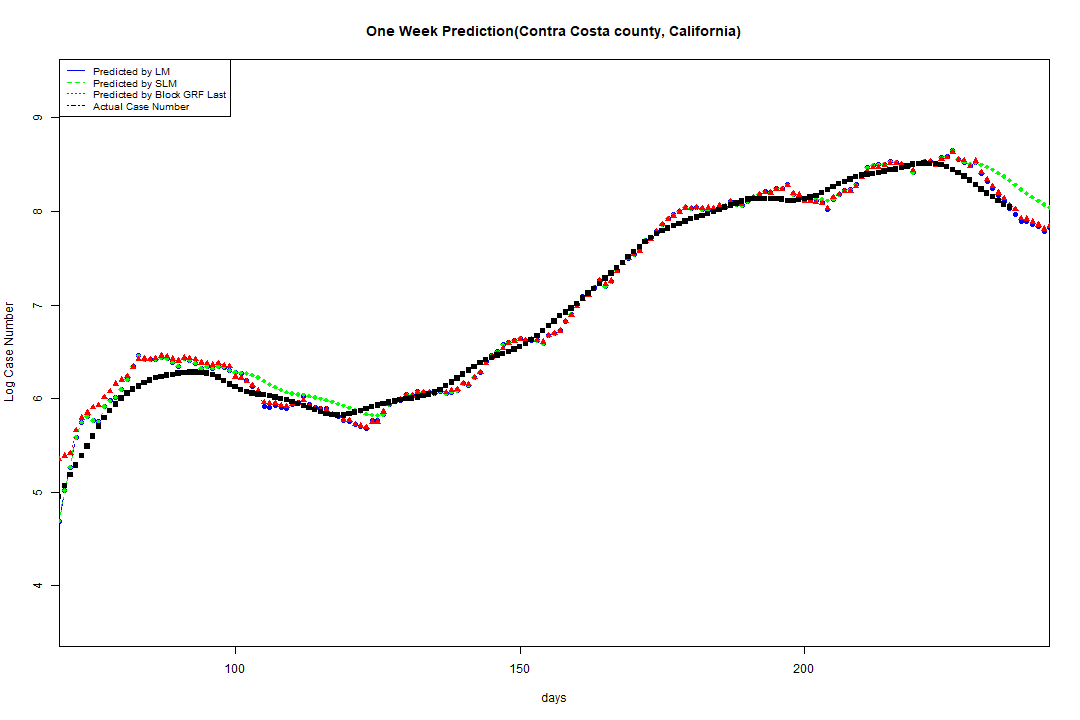 One Week Prediction(Contra Costa county, California)
Predicted by LM
Predicted by SLM
Predicted by Block GRF Last
Actual Case Number
9
8
7
6
5
4
Log Case Number
100 150 200
days